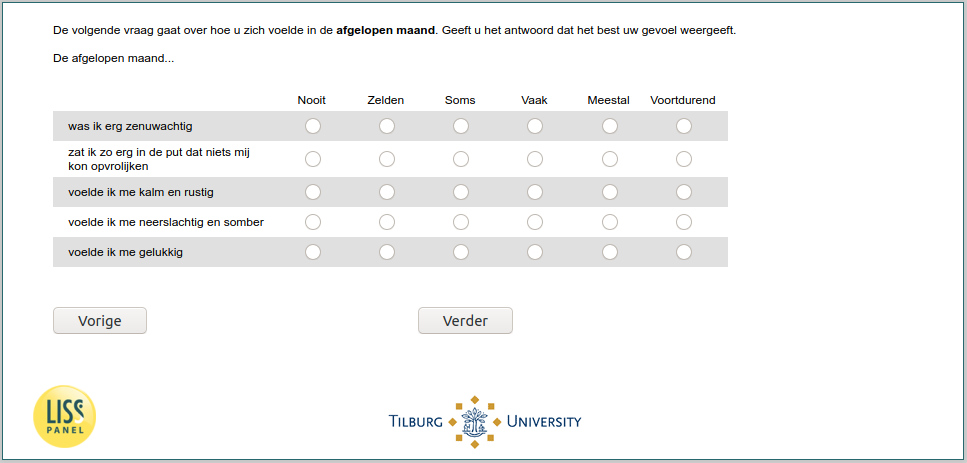 De volgende vraag gaat over hoe u zich voelde in de afgelopen maand. Geeft u het antwoord dat het best uw gevoel weergeeft.
De afgelopen maand...
Nooit Zelden Soms Vaak Meestal Voortdurend
was ik erg zenuwachtig
zat ik zo erg in de put dat niets mij
kon opvrolijken
voelde ik me kalm en rustig
voelde ik me neerslachtig en somber
voelde ik me gelukkig
Vorige Verder
LISS
PANEL
TILBURG UNIVERSITY